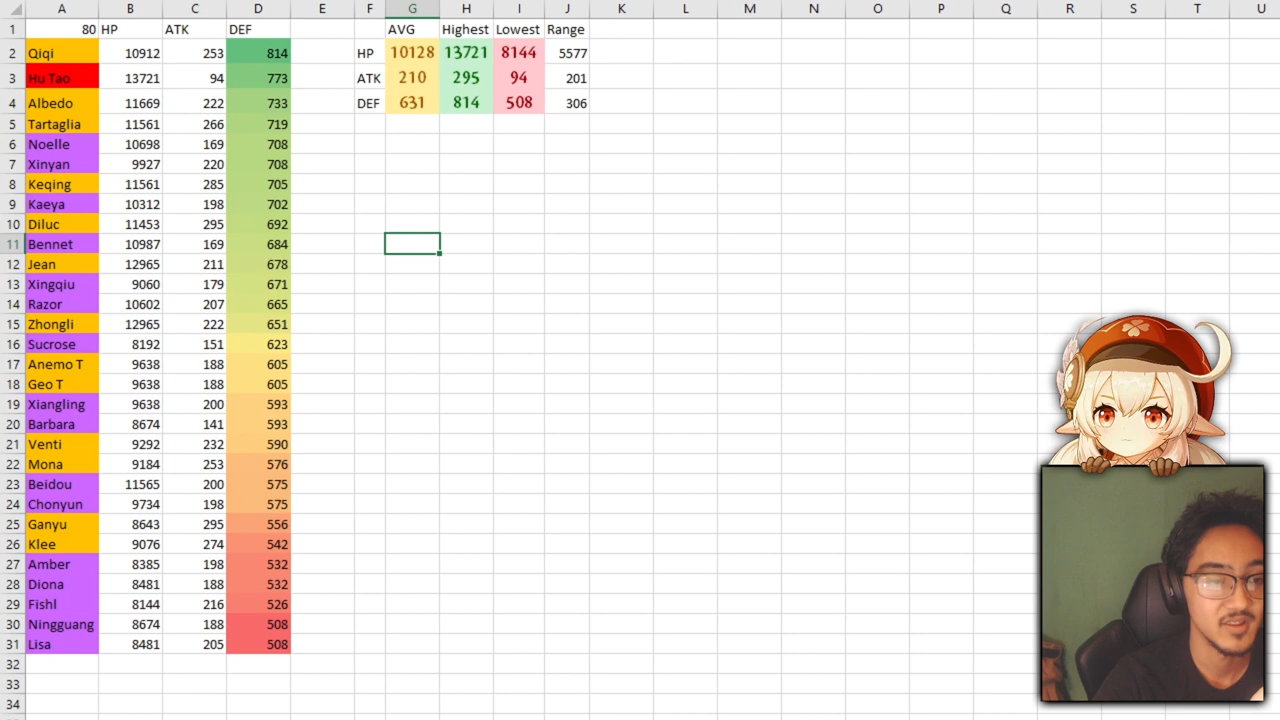 A B C D E F G H I J K L M N O P Q R S T U
1 80 HP ATK DEF AVG Highest Lowest Range
2 Qiqi 10912 253 814 HP 10128 13721 8144 5577
3 Hu Tao 13721 94 773 ATK 210 295 94 201
4 Albedo 11669 222 733 DEF 631 814 508 306
5 Tartaglia 11561 266 719
6 Noelle 10698 169 708
7 Xinyan 9927 220 708
8 Keqing 11561 285 705
9 Kaeya 10312 198 702
10 Diluc 11453 295 692
11 Bennet 10987 169 684
12 Jean 12965 211 678
13 Xingqiu 9060 179 671
14 Razor 10602 207 665
15 Zhongli 12965 222 651
16 Sucrose 8192 151 623
17 Anemo T 9638 188 605
18 Geo T 9638 188 605
19 Xiangling 9638 200 593
20 Barbara 8674 141 593
21 Venti 9292 232 590
22 Mona 9184 253 576
23 Beidou 11565 200 575
24 Chonyun 9734 198 575
25 Ganyu 8643 295 556
26 Klee 9076 274 542
27 Amber 8385 198 532
28 Diona 8481 188 532
29 Fishl 8144 216 526
30 Ningguang 8674 188 508
31 Lisa 8481 205 508
32
33
34